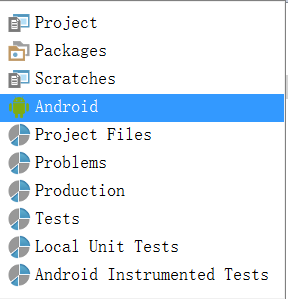 Project
Packages
Scratches
Android
Project Files
Problems
Production
Tests
Local Unit Tests
Android Instrumented Tests